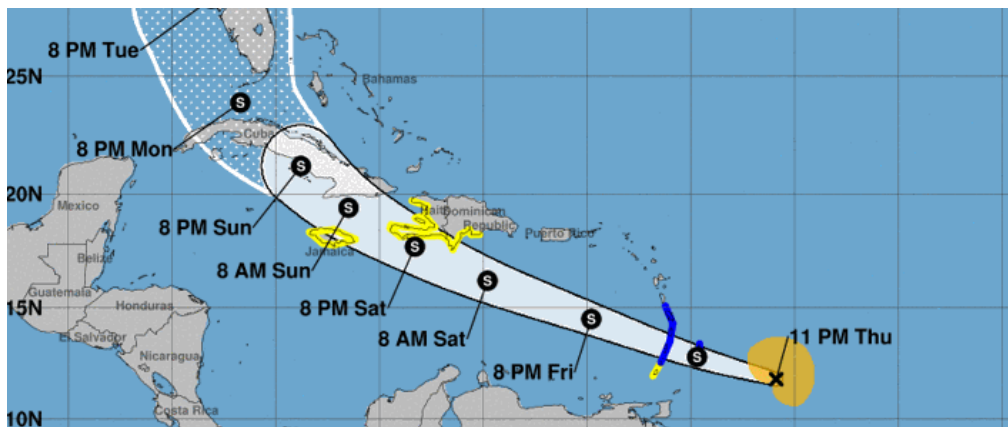 8 PM Tue
25N
Bahamas
S
Cuba
8 PM Mon
S
20N
Mexico
S
Haiti
Dominican
Republic
8 PM Sun
Puerto Rico
S
Jamaica
Belize
8 AM Sun
S
Guatemala
Honduras
8 PM Sat
15N
S
El Salvador
8 AM Sat
11 PM Thu
Nicaragua
S
8 PM Fri
X
Costa Rica
10N